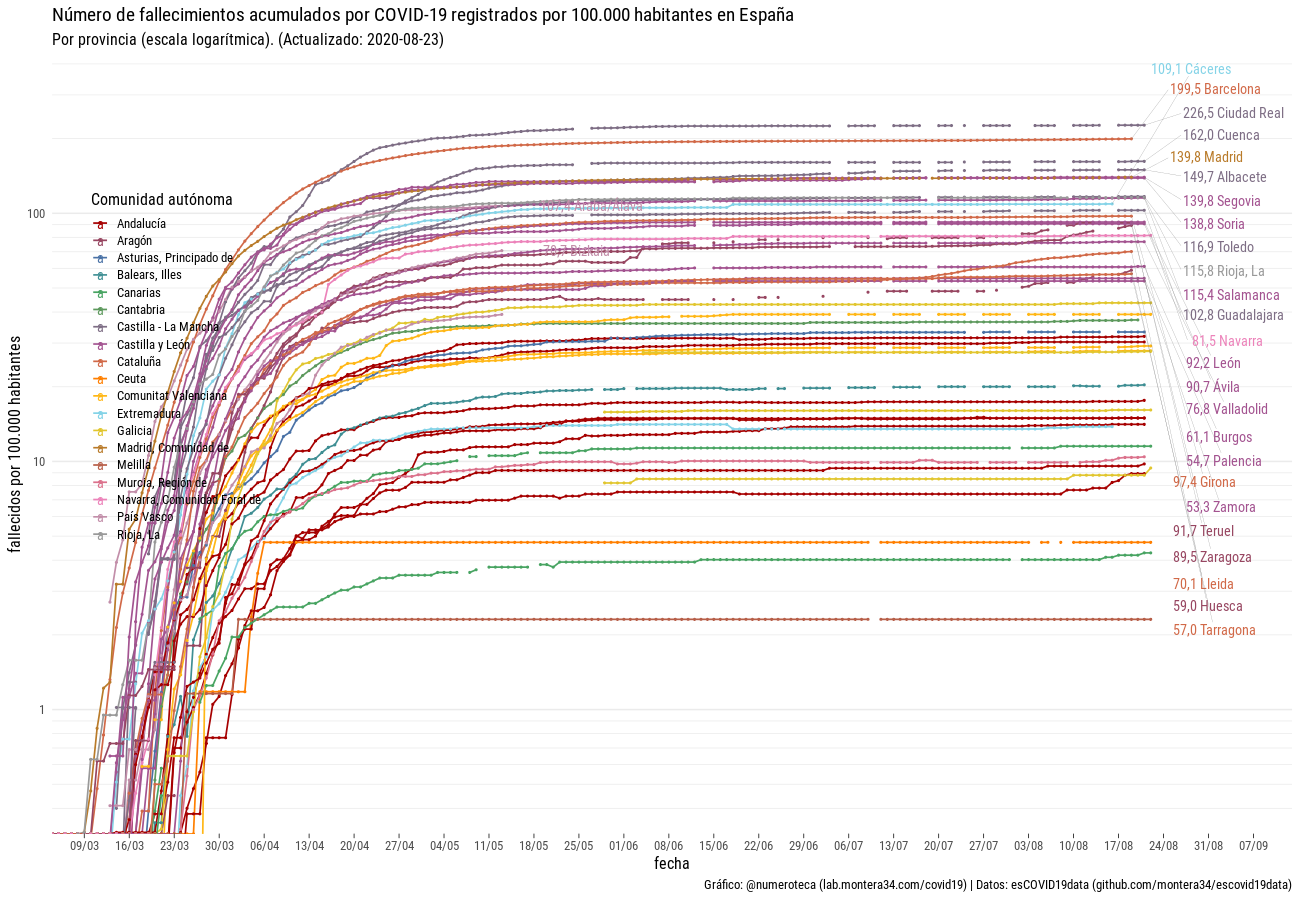 Número de fallecimientos acumulados por COVID-19 registrados por 100.000 habitantes en España
Por provincia (escala logarítmica). (Actualizado: 2020-08-23)
fallecidos por 100.000 habitantes
100
10
1
Comunidad autónoma
Andalucía
Aragón
Asturias, Principado de
Balears, Illes
Canarias
Cantabria
Castilla - La Mancha
Castilla y León
Cataluña
Ceuta
Comunitat Valenciana
Extremadura
Galicia
Madrid, Comunidad de
Melilla
Murcia, Región de
Navarra, Comunidad Foral de
País Vasco
Rioja, La
109,1 Cáceres
199,5 Barcelona
226,5 Ciudad Real
162,0 Cuenca
139,8 Madrid
149,7 Albacete
139,8 Segovia
138,8 Soria
116,9 Toledo
115,8 Rioja, La
115,4 Salamanca
102,8 Guadalajara
81,5 Navarra
92,2 León
90,7 Ávila
76,8 Valladolid
61,1 Burgos
54,7 Palencia
97,4 Girona
53,3 Zamora
91,7 Teruel
89,5 Zaragoza
70,1 Lleida
59,0 Huesca
57,0 Tarragona
09/03 16/03 23/03 30/03 06/04 13/04 20/04 27/04 04/05 11/05 18/05 25/05 01/06 08/06 15/06 22/06 29/06 06/07 13/07 20/07 27/07 03/08 10/08 17/08 24/08 31/08 07/09
fecha
Gráfico: @numeroteca (lab.montera34.com/covid19) | Datos: esCOVID19data (github.com/montera34/escovid19data)